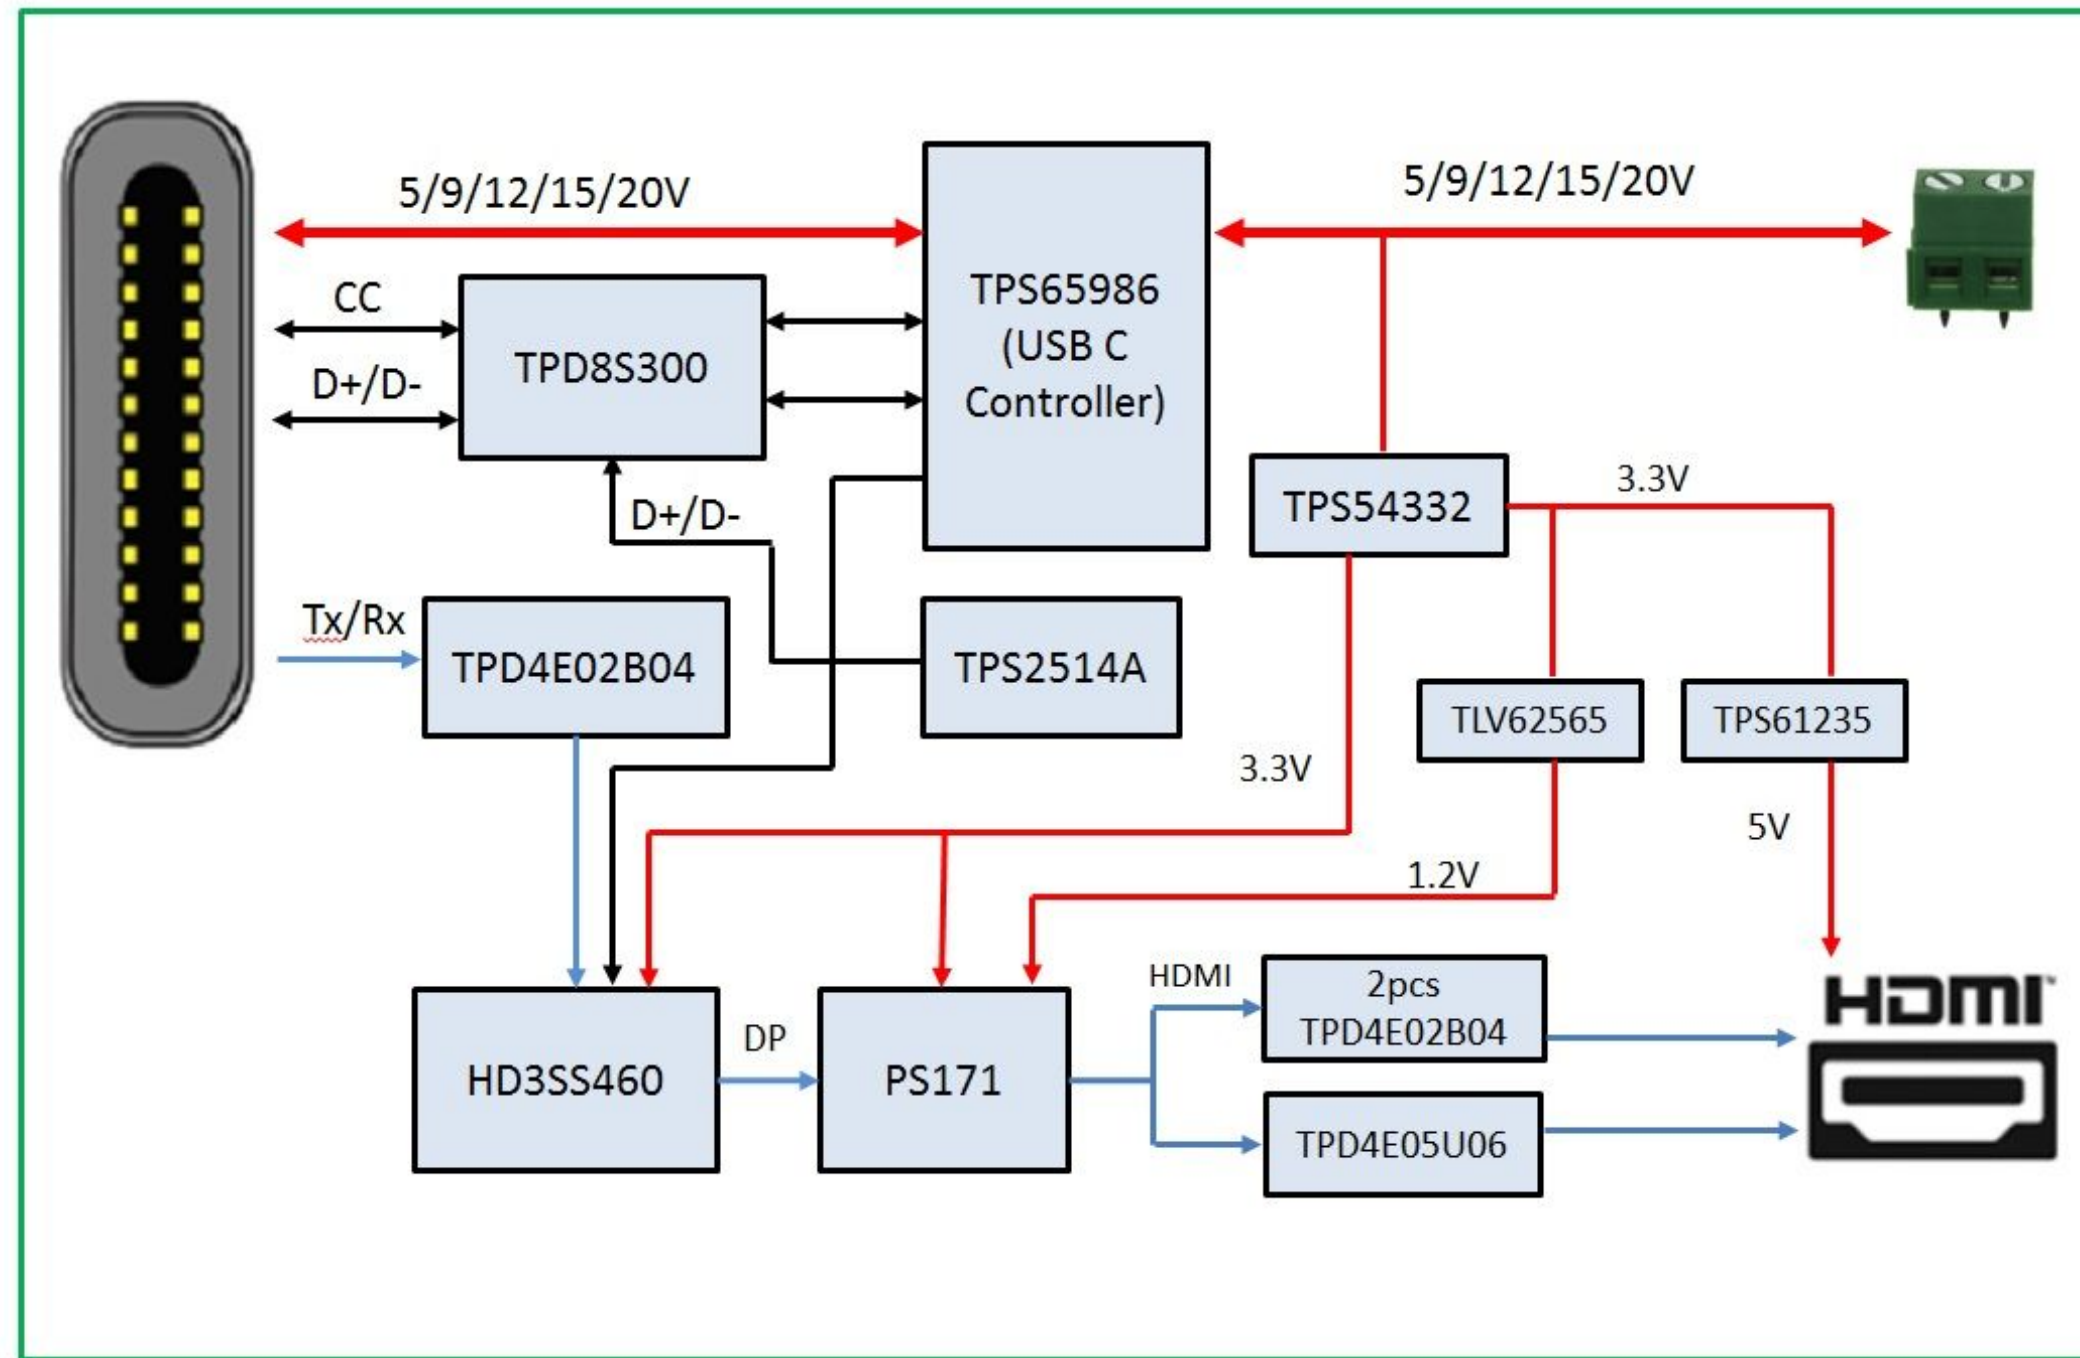 5/9/12/15/20V
5/9/12/15/20V
CC
D+/D-
TPD8S300
TPS65986
(USB C
Controller)
D+/D-
TPS54332
3.3V
Tx/Rx
TPD4E02B04
TPS2514A
TLV62565
TPS61235
3.3V
5V
1.2V
HDMI
2pcs
TPD4E02B04
HDMI™
DP
HD3SS460
PS171
TPD4E05U06